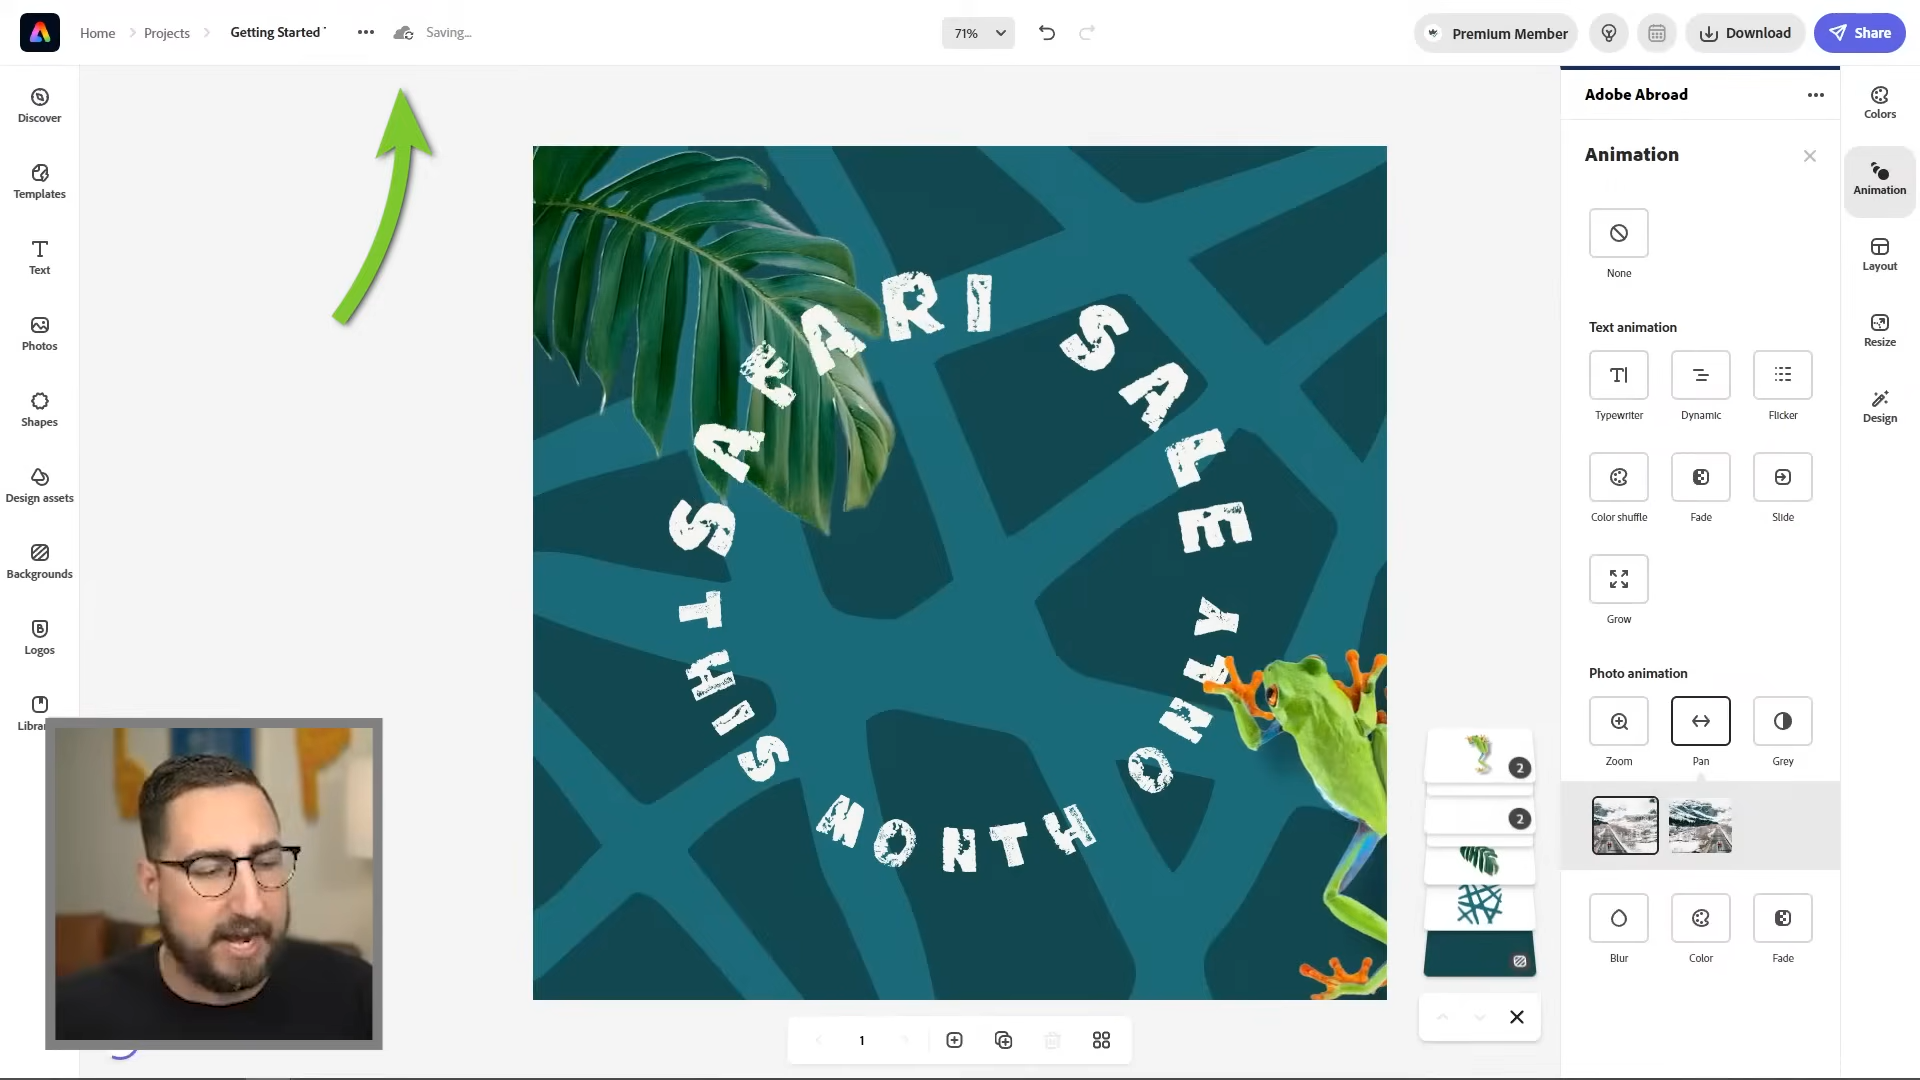 Home
Projects
Getting Started
Saving...
71%
Premium Member
Download
Share
Discover
Templates
Text
Photos
Shapes
Design assets
Backgrounds
Logos
Librar
SAFARI SALE
THIS MONTH ONLY
2
2
1
Adobe Abroad
Animation
None
Text animation
Typewriter
Dynamic
Flicker
Color shuffle
Fade
Slide
Grow
Photo animation
Zoom
Pan
Grey
Blur
Color
Fade
Colors
Animation
Layout
Resize
Design